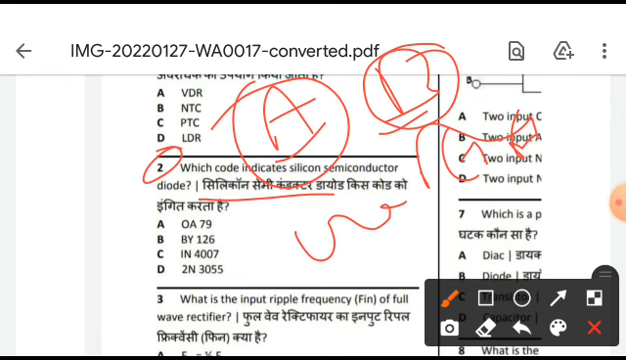 IMG-20220127-WA0017-converted.pdf
A VDR
B NTC
C PTC
D LDR
2 Which code indicates silicon semiconductor
diode? | सिलिकॉन सेमी कंडक्टर डायोड किस कोड को
इंगित करता है?
A OA 79
B BY 126
C IN 4007
D 2N 3055
3 What is the input ripple frequency (Fin) of full
wave rectifier? | फुल वेव रेक्टिफायर का इनपुट रिपल
फ्रिक्वेंसी (फिन) क्या है?
A
B
A Two input C
B Two input A
C Two input N
D Two input N
7 Which is a p
घटक कौन सा है?
A Diac | डायक
B Diode | डाय
C
D Capacitor |
8 What is the